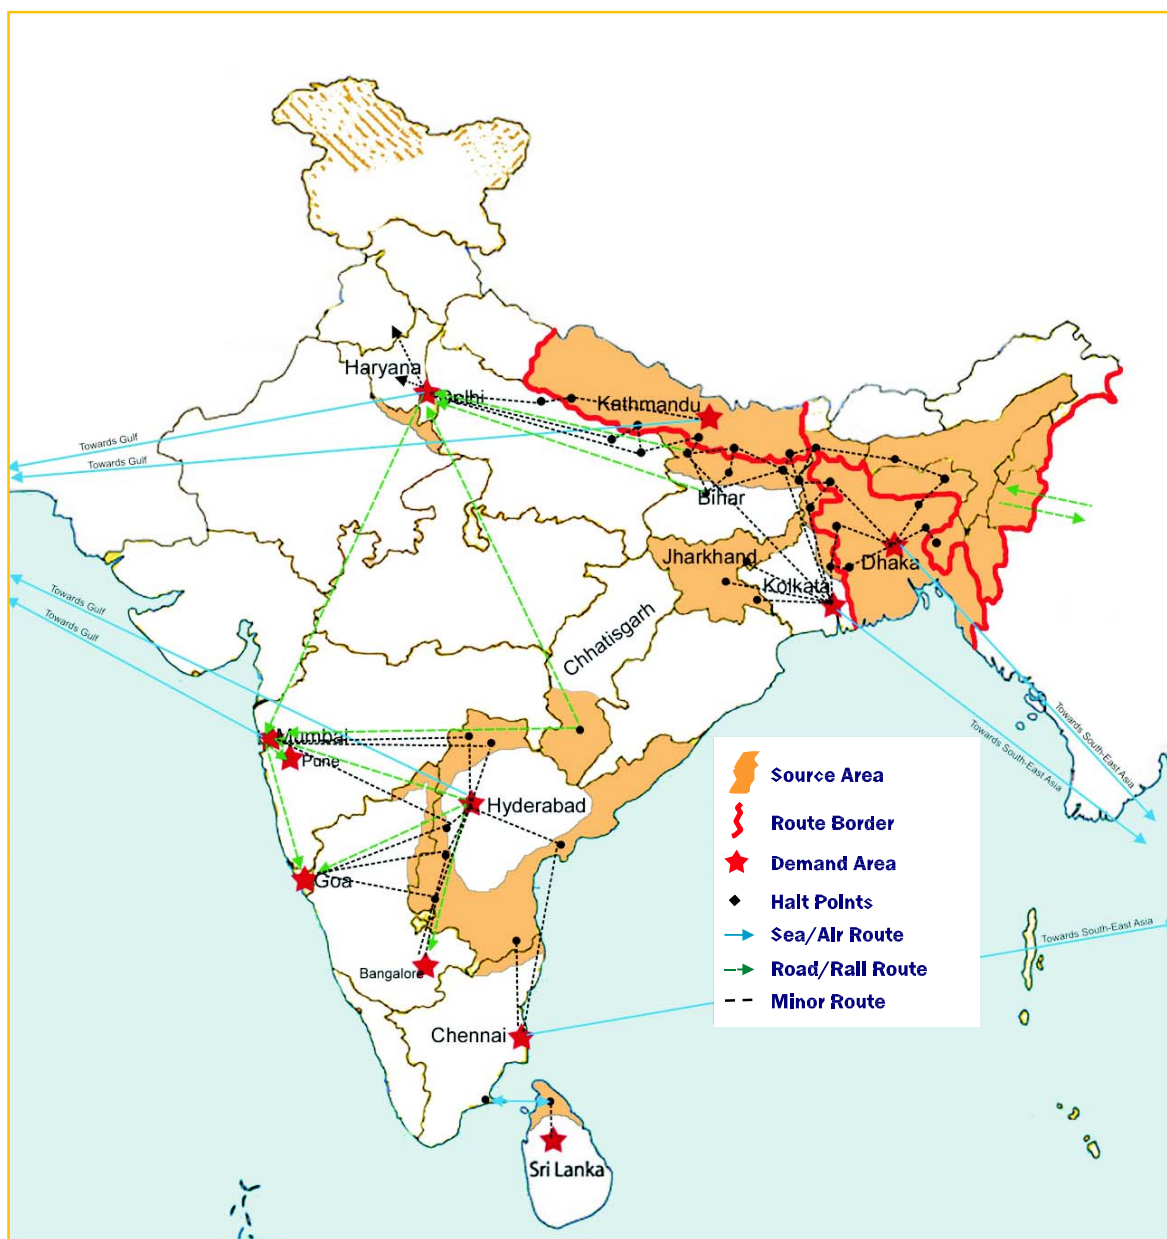 Haryana
Delhi
Kathmandu
Towards Gulf
Towards Gulf
Bihar
Jharkhand
Dhaka
Kolkata
Towards Gulf
Towards Gulf
Chhatisgarh
Mumbai
Pune
Towards South-East Asia
Towards South-East Asia
Hyderabad
Goa
Bangalore
Chennai
Towards South-East Asia
Sri Lanka
Source Area
Route Border
Demand Area
Halt Points
Sea/Air Route
Road/Rail Route
Minor Route